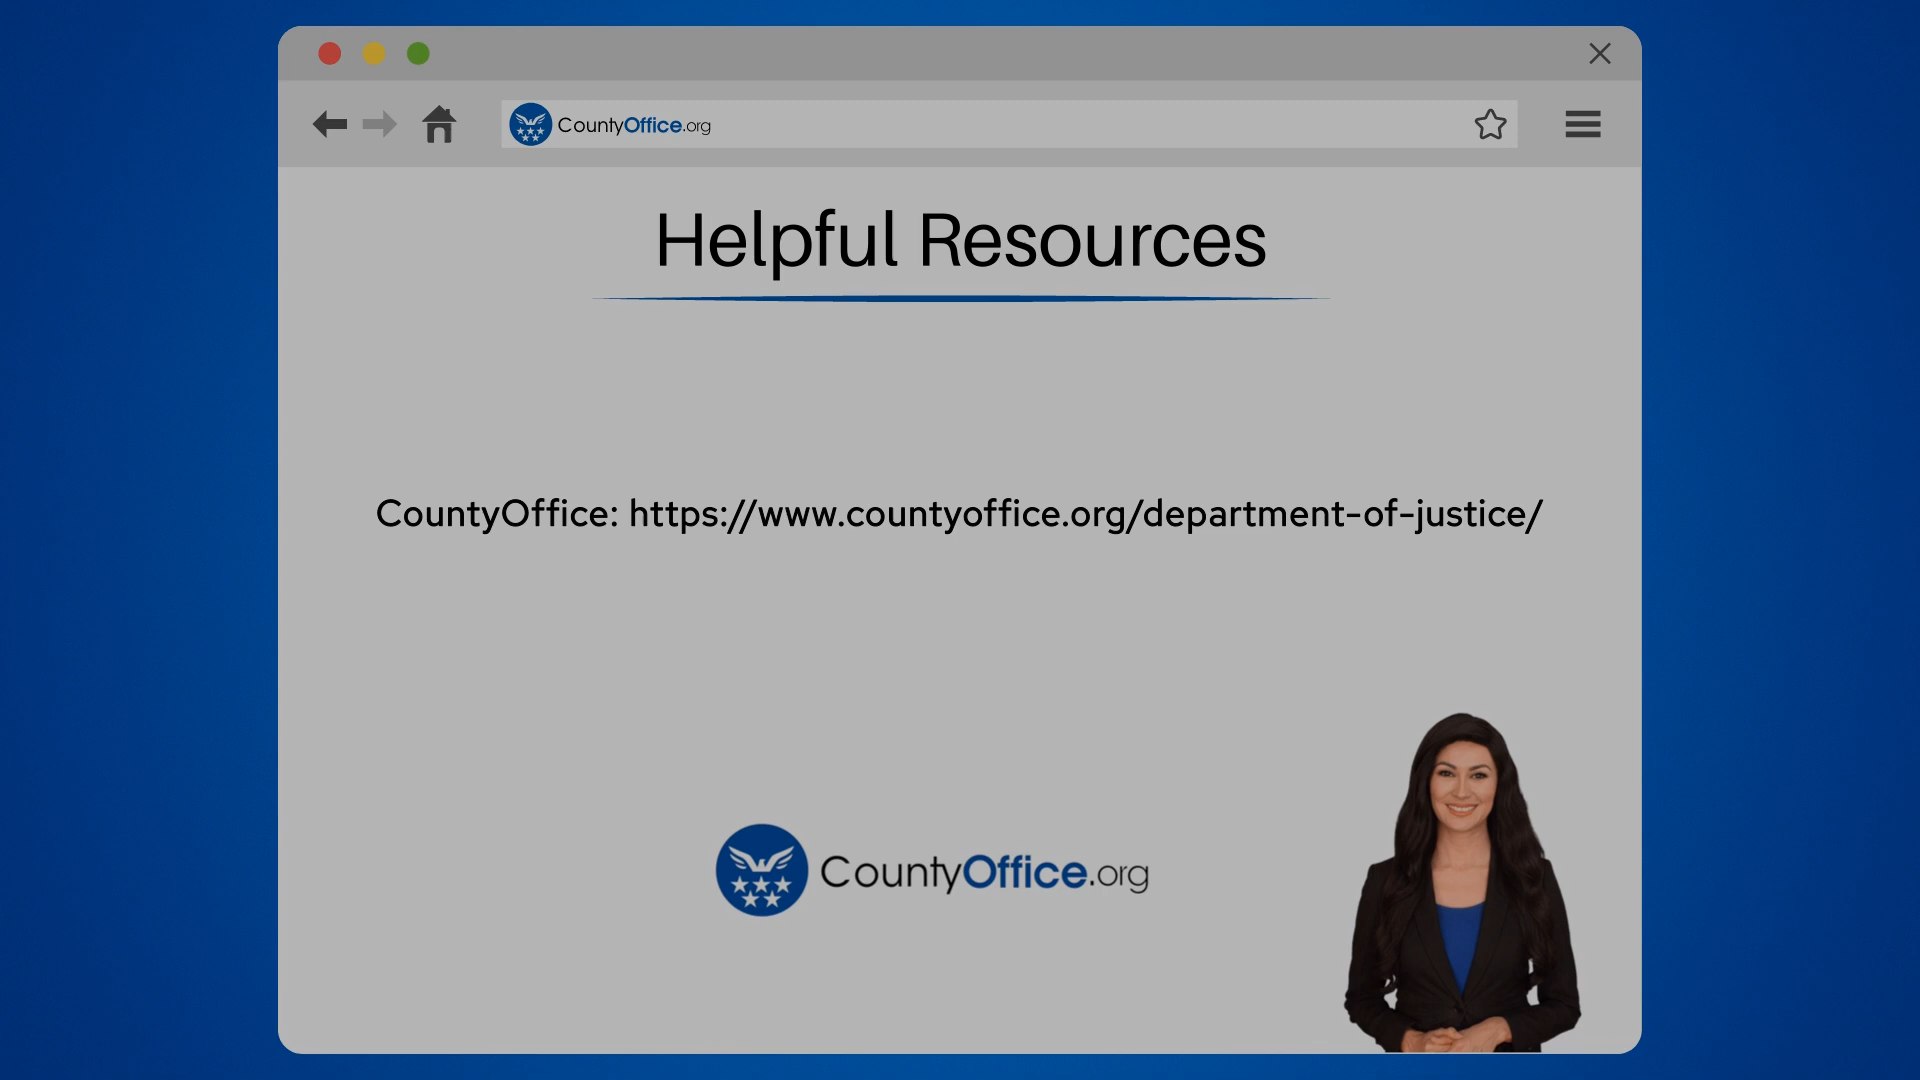 CountyOffice.org
Helpful Resources
CountyOffice: https://www.countyoffice.org/department-of-justice/
CountyOffice.org